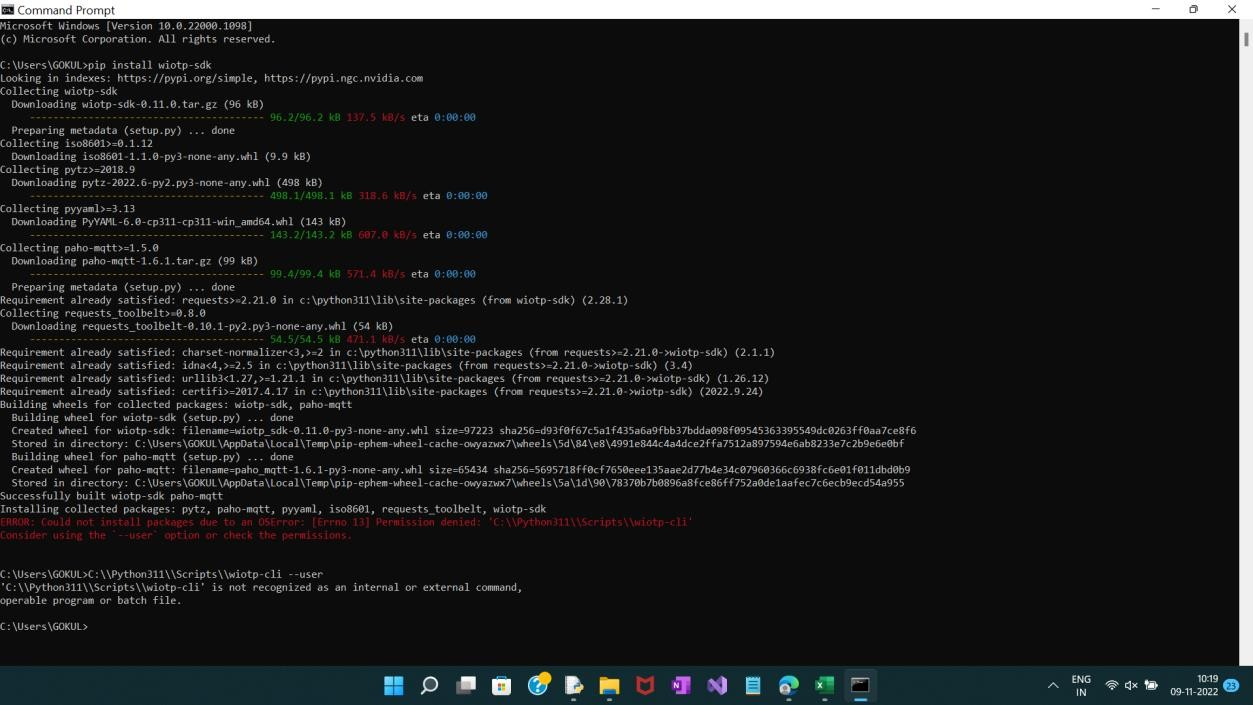 Command Prompt
Microsoft Windows [Version 10.0.22000.1098]
(c) Microsoft Corporation. All rights reserved.
C:\Users\GOKUL>pip install wiotp-sdk
Looking in indexes: https://pypi.org/simple, https://pypi.ngc.nvidia.com
Collecting wiotp-sdk
Downloading wiotp-sdk-0.11.0.tar.gz (96 kB)
---------------------------------------- 96.2/96.2 kB 137.5 kB/s eta 0:00:00
Preparing metadata (setup.py) ... done
Collecting iso8601>=0.1.12
Downloading iso8601-1.1.0-py3-none-any.whl (9.9 kB)
Collecting pytz>=2018.9
Downloading pytz-2022.6-py2.py3-none-any.whl (498 kB)
---------------------------------------- 498.1/498.1 kB 318.6 kB/s eta 0:00:00
Collecting pyyaml>=3.13
Downloading PyYAML-6.0-cp311-cp311-win_amd64.whl (143 kB)
---------------------------------------- 143.2/143.2 kB 607.0 kB/s eta 0:00:00
Collecting paho-mqtt>=1.5.0
Downloading paho-mqtt-1.6.1.tar.gz (99 kB)
---------------------------------------- 99.4/99.4 kB 571.4 kB/s eta 0:00:00
Preparing metadata (setup.py) ... done
Requirement already satisfied: requests>=2.21.0 in c:\python311\lib\site-packages (from wiotp-sdk) (2.28.1)
Collecting requests_toolbelt>=0.8.0
Downloading requests_toolbelt-0.10.1-py2.py3-none-any.whl (54 kB)
---------------------------------------- 54.5/54.5 kB 471.1 kB/s eta 0:00:00
Requirement already satisfied: charset-normalizer<3,>=2 in c:\python311\lib\site-packages (from requests>=2.21.0->wiotp-sdk) (2.1.1)
Requirement already satisfied: idna<4,>=2.5 in c:\python311\lib\site-packages (from requests>=2.21.0->wiotp-sdk) (3.4)
Requirement already satisfied: urllib3<1.27,>=1.21.1 in c:\python311\lib\site-packages (from requests>=2.21.0->wiotp-sdk) (1.26.12)
Requirement already satisfied: certifi>=2017.4.17 in c:\python311\lib\site-packages (from requests>=2.21.0->wiotp-sdk) (2022.9.24)
Building wheels for collected packages: wiotp-sdk, paho-mqtt
Building wheel for wiotp-sdk (setup.py) ... done
Created wheel for wiotp-sdk: filename=wiotp_sdk-0.11.0-py3-none-any.whl size=97223 sha256=d93f0f67c5a1f435a6a9fbb37bdda098f09545363395549dc0263ff0aa7ce8f6
Stored in directory: C:\Users\GOKUL\AppData\Local\Temp\pip-ephem-wheel-cache-owyazwx7\wheels\5d\84\e8\4991e844c4a4dce2ffa7512a897594e6ab8233e7c2b9e6e0bf
Building wheel for paho-mqtt (setup.py) ... done
Created wheel for paho-mqtt: filename=paho_mqtt-1.6.1-py3-none-any.whl size=65434 sha256=5695718ff0cf7650eee135aae2d77b4e34c07960366c6938fc6e01f011dbd0b9
Stored in directory: C:\Users\GOKUL\AppData\Local\Temp\pip-ephem-wheel-cache-owyazwx7\wheels\5a\1d\90\78370b7b0896a8fce86ff752a0de1aafec7c6ecb9ecd54a955
Successfully built wiotp-sdk paho-mqtt
Installing collected packages: pytz, paho-mqtt, pyyaml, iso8601, requests_toolbelt, wiotp-sdk
ERROR: Could not install packages due to an OSError: [Errno 13] Permission denied: 'C:\\Python311\\Scripts\\wiotp-cli'
Consider using the `--user` option or check the permissions.
C:\Users\GOKUL>C:\\Python311\\Scripts\\wiotp-cli --user
'C:\\Python311\\Scripts\\wiotp-cli' is not recognized as an internal or external command,
operable program or batch file.
C:\Users\GOKUL>
ENG
IN
10:19
09-11-2022
23